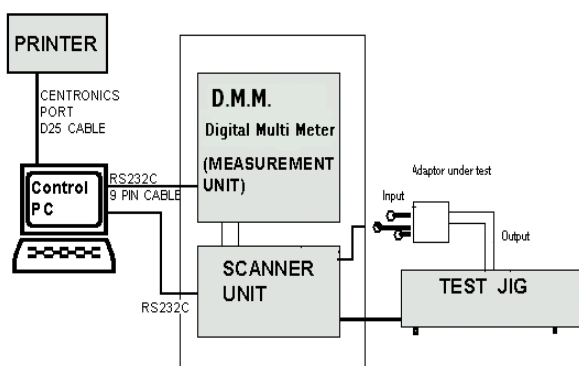 PRINTER
CENTRONICS
PORT
D25 CABLE
Control
PC
RS232C
9 PIN CABLE
RS232C
D.M.M.
Digital Multi Meter
(MEASUREMENT
UNIT)
SCANNER
UNIT
Adaptor under test
Input
Output
TEST JIG